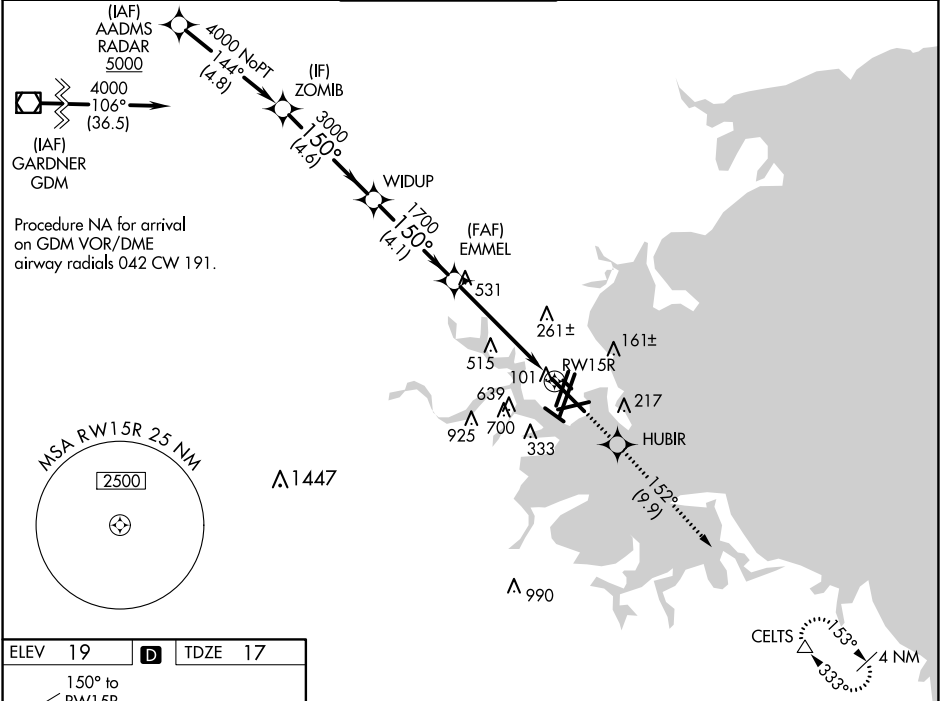 (IAF)
AADMS
RADAR
5000
4000 NoPT
144°
(4.8)
(IF)
ZOMIB
4000
106°
(36.5)
(IAF)
GARDNER
GDM
3000
150°
(4.6)
WIDUP
1700
150°
(4.1)
(FAF)
EMMEL
531
Procedure NA for arrival
on GDM VOR/DME
airway radials 042 CW 191.
261±
161±
515
101
RW15R
639
217
925
700
333
HUBIR
MSA RW15R 25 NM
2500
1447
152°
(9.9)
990
CELTS
153°
4 NM
333°
ELEV 19
D
TDZE 17
150° to
RW15R